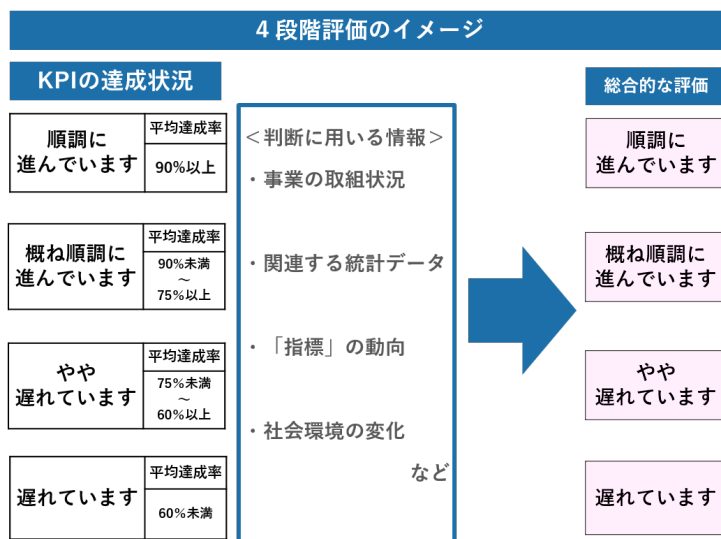 4段階評価のイメージ
KPIの達成状況
順調に
進んでいます
平均達成率
90%以上
概ね順調に
進んでいます
平均達成率
90%未満
～
75%以上
やや
遅れています
平均達成率
75%未満
～
60%以上
遅れています
平均達成率
60%未満
＜判断に用いる情報＞
・事業の取組状況
・関連する統計データ
・「指標」の動向
・社会環境の変化
など
総合的な評価
順調に
進んでいます
概ね順調に
進んでいます
やや
遅れています
遅れています